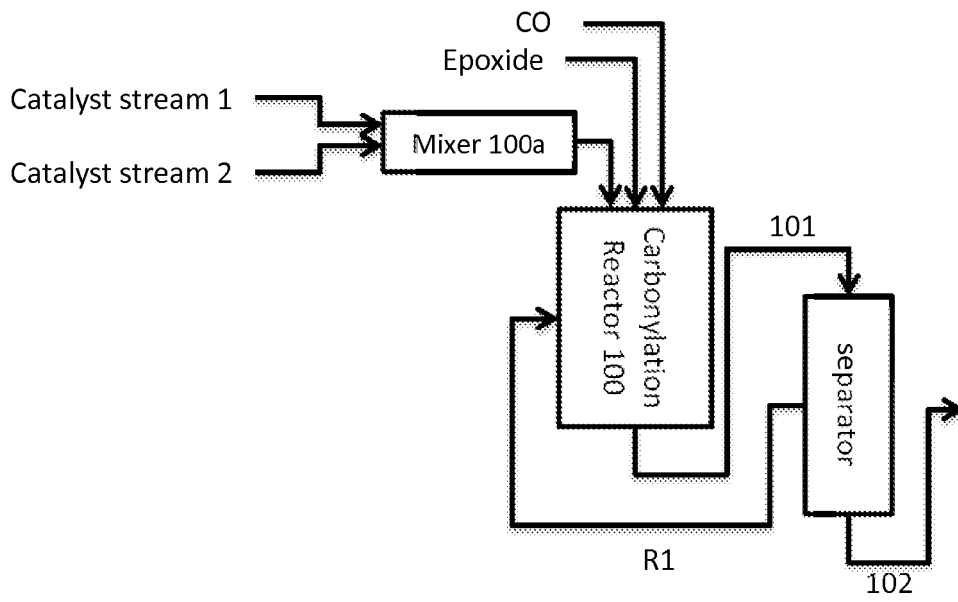 CO
Epoxide
Catalyst stream 1
Mixer 100a
Catalyst stream 2
Carbonylation
Reactor 100
101
separator
R1
102